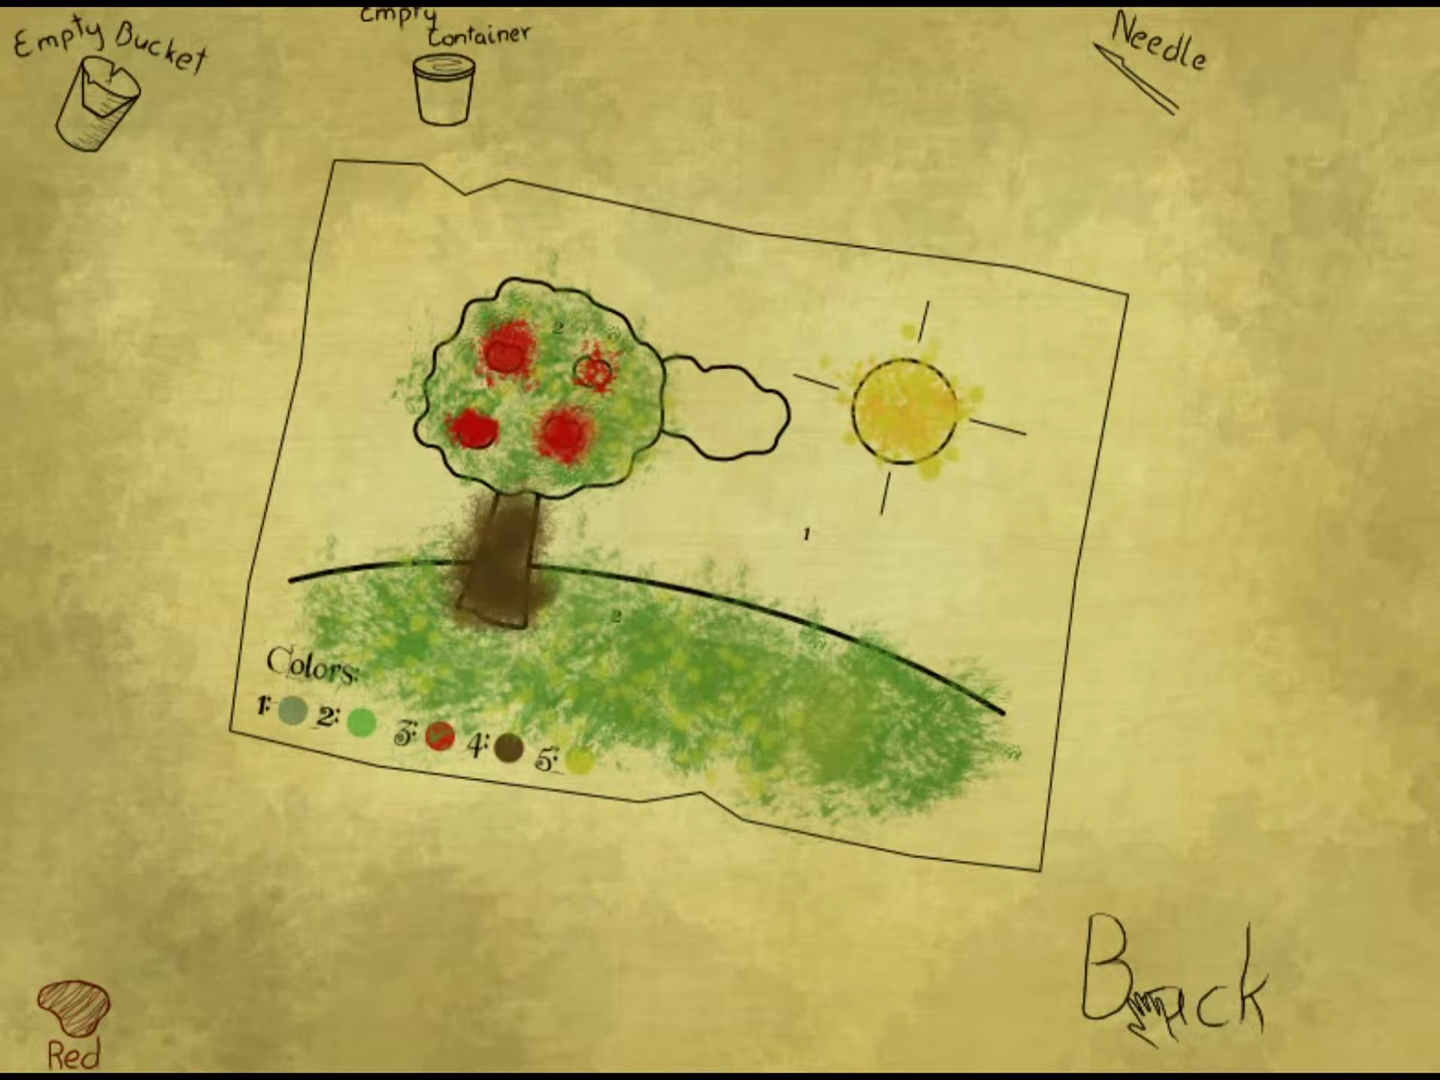 Empty Bucket
Empty
Container
Needle
2
1
2
Colors:
1: 2: 3: 4: 5:
Red
Back